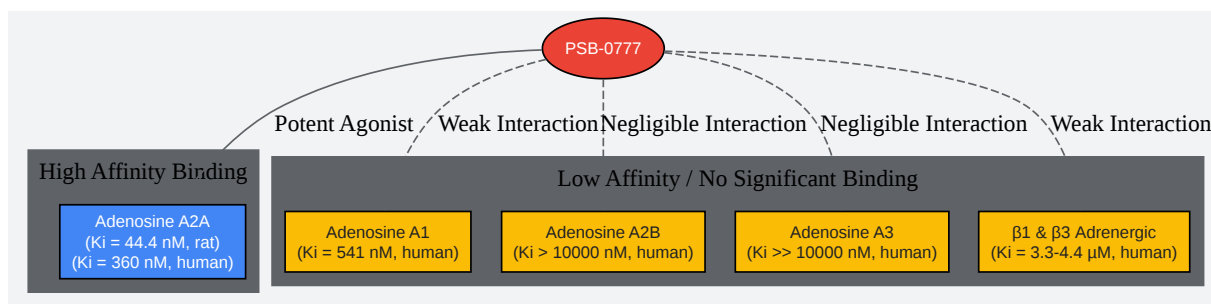 PSB-0777
Potent Agonist
Weak Interaction
Negligible Interaction
Negligible Interaction
Weak Interaction
High Affinity Binding
Low Affinity / No Significant Binding
Adenosine A2A
(Ki = 44.4 nM, rat)
(Ki = 360 nM, human)
Adenosine A1
(Ki = 541 nM, human)
Adenosine A2B
(Ki > 10000 nM, human)
Adenosine A3
(Ki >> 10000 nM, human)
β1 & β3 Adrenergic
(Ki = 3.3-4.4 µM, human)